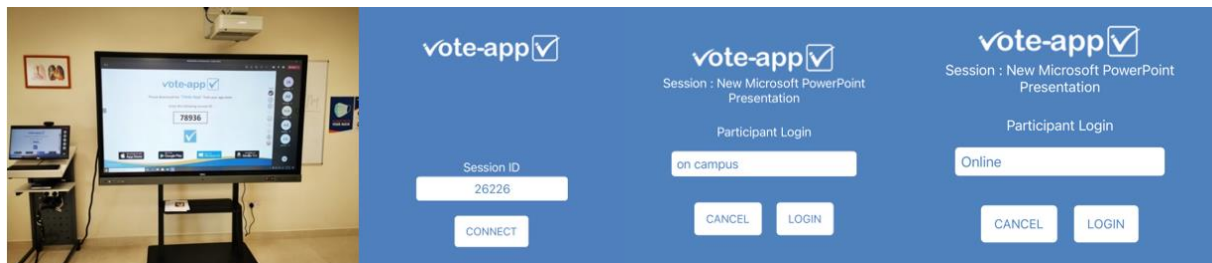 vote-app
78936
vote-app
Session ID
26226
CONNECT
vote-app
Session : New Microsoft PowerPoint
Presentation
Participant Login
on campus
CANCEL
LOGIN
vote-app
Session : New Microsoft PowerPoint
Presentation
Participant Login
Online
CANCEL
LOGIN